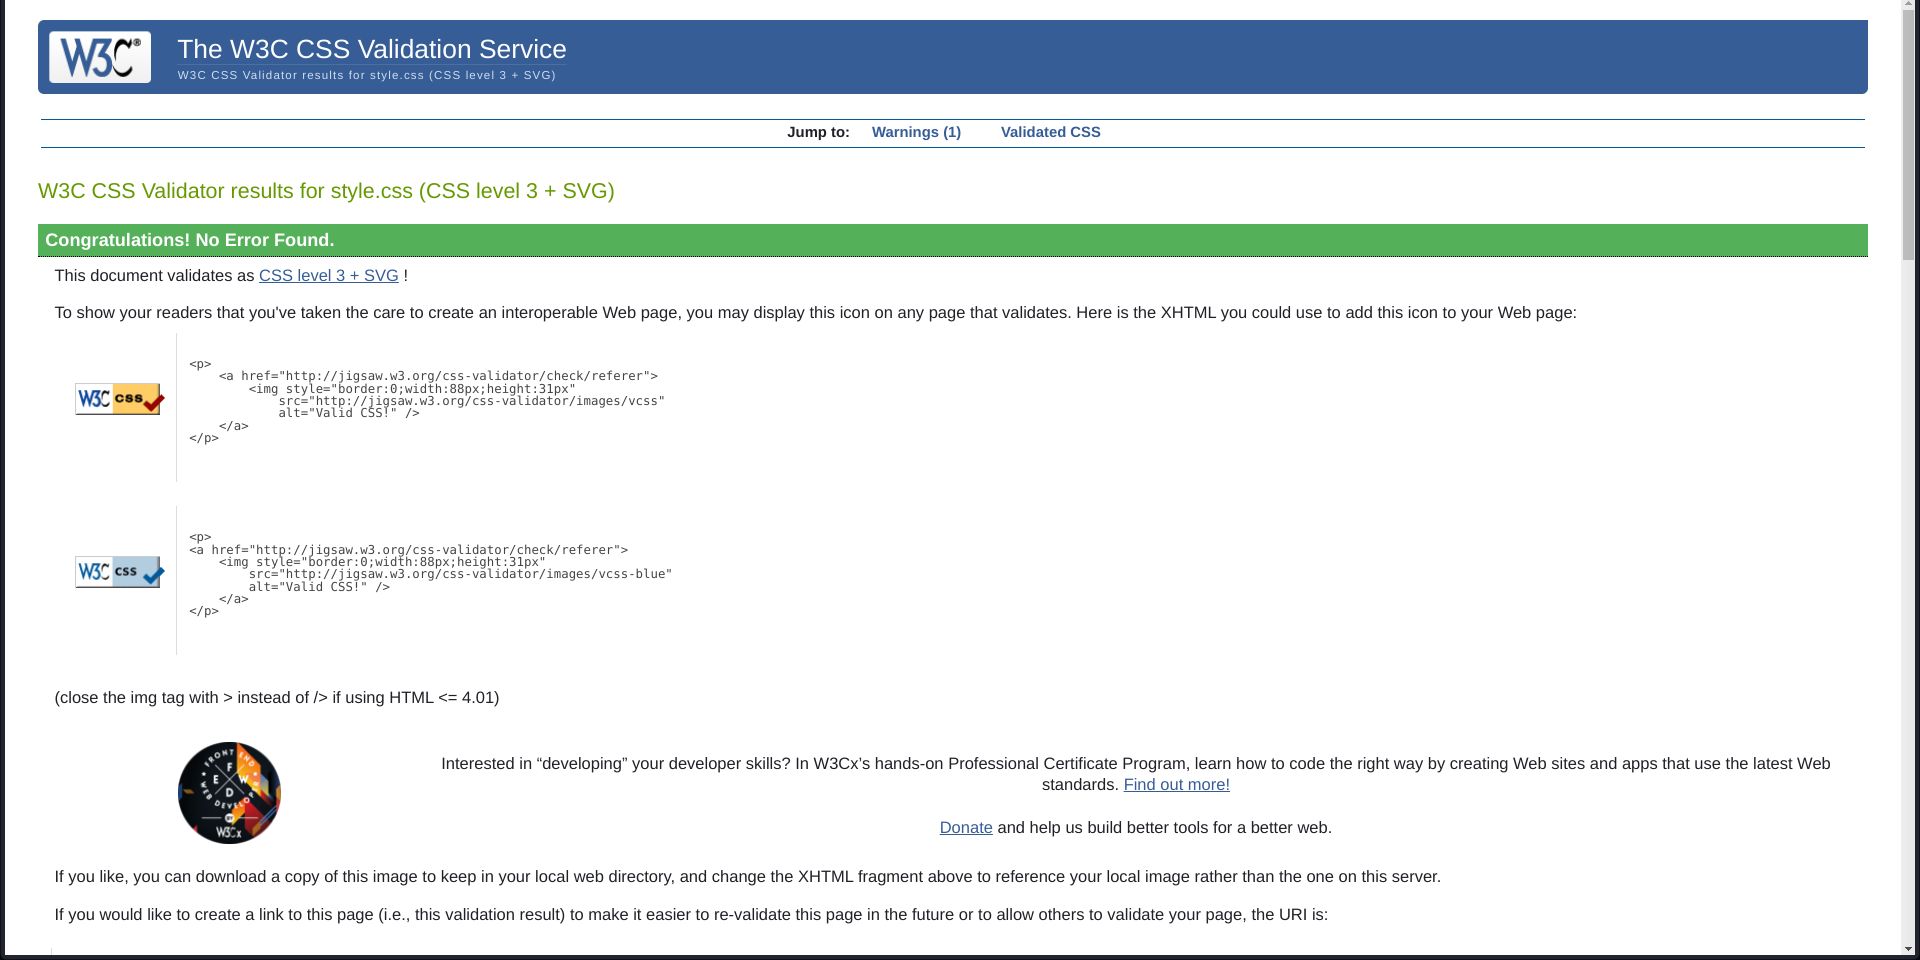 W3C®
The W3C CSS Validation Service
W3C CSS Validator results for style.css (CSS level 3 + SVG)
Jump to: Warnings (1) Validated CSS
W3C CSS Validator results for style.css (CSS level 3 + SVG)
Congratulations! No Error Found.
This document validates as CSS level 3 + SVG !
To show your readers that you've taken the care to create an interoperable Web page, you may display this icon on any page that validates. Here is the XHTML you could use to add this icon to your Web page:
W3C css
<p>
    <a href="http://jigsaw.w3.org/css-validator/check/referer">
        <img style="border:0;width:88px;height:31px"
            src="http://jigsaw.w3.org/css-validator/images/vcss"
            alt="Valid CSS!" />
    </a>
</p>
W3C css
<p>
<a href="http://jigsaw.w3.org/css-validator/check/referer">
    <img style="border:0;width:88px;height:31px"
        src="http://jigsaw.w3.org/css-validator/images/vcss-blue"
        alt="Valid CSS!" />
    </a>
</p>
(close the img tag with > instead of /> if using HTML <= 4.01)
FRONT END
F
E W
D
WEB DEVELOPER
W3Cx
Interested in “developing” your developer skills? In W3Cx’s hands-on Professional Certificate Program, learn how to code the right way by creating Web sites and apps that use the latest Web
standards. Find out more!
Donate and help us build better tools for a better web.
If you like, you can download a copy of this image to keep in your local web directory, and change the XHTML fragment above to reference your local image rather than the one on this server.
If you would like to create a link to this page (i.e., this validation result) to make it easier to re-validate this page in the future or to allow others to validate your page, the URI is: